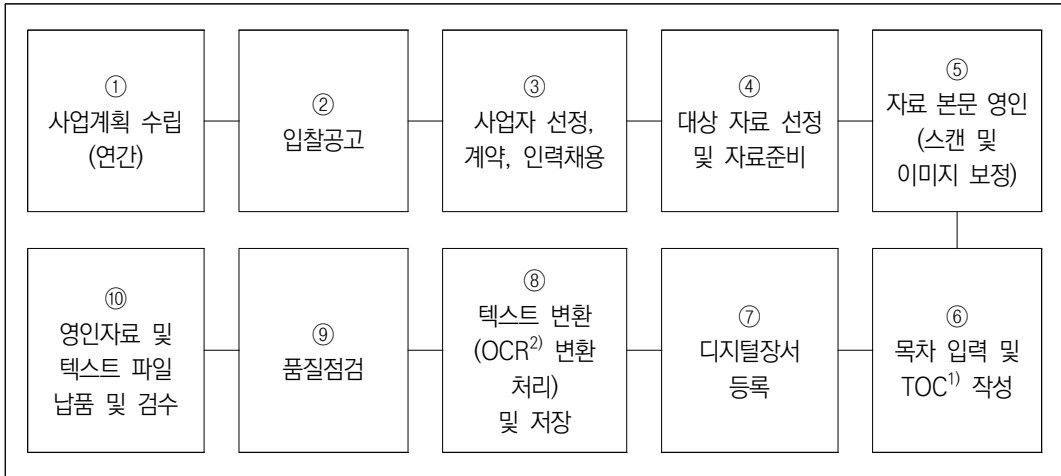 ①
사업계획 수립
(연간)
②
입찰공고
③
사업자 선정,
계약, 인력채용
④
대상 자료 선정
및 자료준비
⑤
자료 본문 영인
(스캔 및
이미지 보정)
⑩
영인자료 및
텍스트 파일
납품 및 검수
⑨
품질점검
⑧
텍스트 변환
(OCR2) 변환
처리)
및 저장
⑦
디지털장서
등록
⑥
목차 입력 및
TOC1) 작성